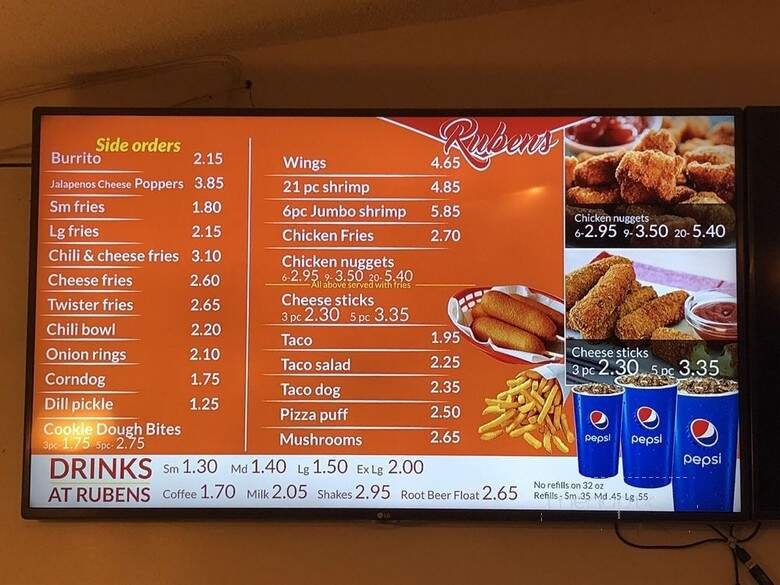 Rubens
Side orders
Burrito 2.15
Jalapenos Cheese Poppers 3.85
Sm fries 1.80
Lg fries 2.15
Chili & cheese fries 3.10
Cheese fries 2.60
Twister fries 2.65
Chili bowl 2.20
Onion rings 2.10
Corndog 1.75
Dill pickle 1.25
Cookie Dough Bites
3pc-1.75 5pc-2.75
Wings 4.65
21 pc shrimp 4.85
6pc Jumbo shrimp 5.85
Chicken Fries 2.70
Chicken nuggets
6-2.95 9-3.50 20-5.40
All above served with fries
Cheese sticks
3 pc 2.30 5 pc 3.35
Taco 1.95
Taco salad 2.25
Taco dog 2.35
Pizza puff 2.50
Mushrooms 2.65
Chicken nuggets
6-2.95 9-3.50 20-5.40
Cheese sticks
3 pc 2.30 5 pc 3.35
pepsi
pepsi
pepsi
DRINKS
AT RUBENS
Sm 1.30 Md 1.40 Lg 1.50 Ex Lg 2.00
Coffee 1.70 Milk 2.05 Shakes 2.95 Root Beer Float 2.65
No refills on 32 oz
Refills - Sm .35 Md .45 Lg .55
LG